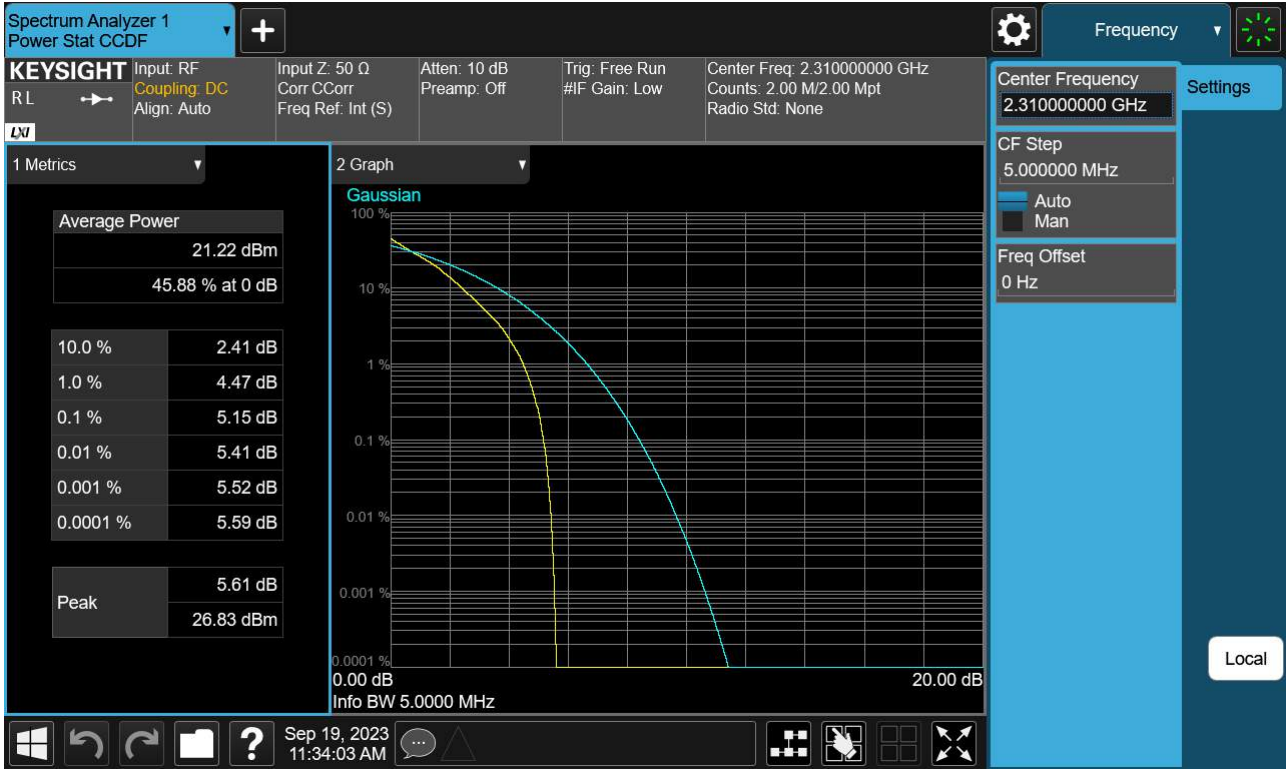 Spectrum Analyzer 1
Power Stat CCDF
+
Frequency
KEYSIGHT
R L
LXI
Input: RF
Coupling: DC
Align: Auto
Input Z: 50 Ω
Corr CCorr
Freq Ref: Int (S)
Atten: 10 dB
Preamp: Off
Trig: Free Run
#IF Gain: Low
Center Freq: 2.310000000 GHz
Counts: 2.00 M/2.00 Mpt
Radio Std: None
Center Frequency
2.310000000 GHz
Settings
CF Step
5.000000 MHz
Auto
Man
Freq Offset
0 Hz
1 Metrics
Average Power
21.22 dBm
45.88 % at 0 dB
10.0 % 2.41 dB
1.0 % 4.47 dB
0.1 % 5.15 dB
0.01 % 5.41 dB
0.001 % 5.52 dB
0.0001 % 5.59 dB
Peak
5.61 dB
26.83 dBm
2 Graph
Gaussian
100 %
10 %
1 %
0.1 %
0.01 %
0.001 %
0.0001 %
0.00 dB 20.00 dB
Info BW 5.0000 MHz
Local
?
Sep 19, 2023
11:34:03 AM